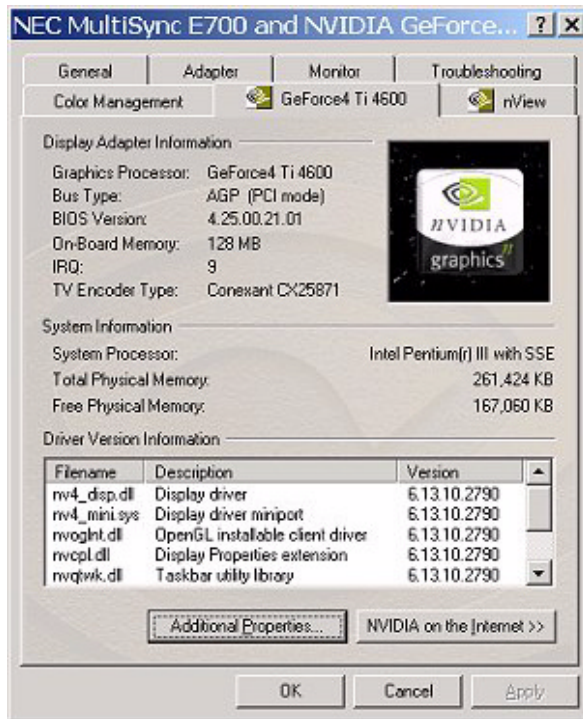 NEC MultiSync E700 and NVIDIA GeForce... ? X
General Adapter Monitor Troubleshooting
Color Management GeForce4 Ti 4600 nView
Display Adapter Information
Graphics Processor: GeForce4 Ti 4600
Bus Type: AGP (PCI mode)
BIOS Version: 4.25.00.21.01
On-Board Memory: 128 MB
IRQ: 9
TV Encoder Type: Conexant CX25871
nVIDIA
graphics n
System Information
System Processor: Intel Pentium(r) III with SSE
Total Physical Memory: 261,424 KB
Free Physical Memory: 167,060 KB
Driver Version Information
Filename Description Version
nv4_disp.dll Display driver 6.13.10.2790
nv4_mini.sys Display driver miniport 6.13.10.2790
nvoglnt.dll OpenGL installable client driver 6.13.10.2790
nvcpl.dll Display Properties extension 6.13.10.2790
nvqtwk.dll Taskbar utility library 6.13.10.2790
Additional Properties... NVIDIA on the Internet >>
OK Cancel Apply